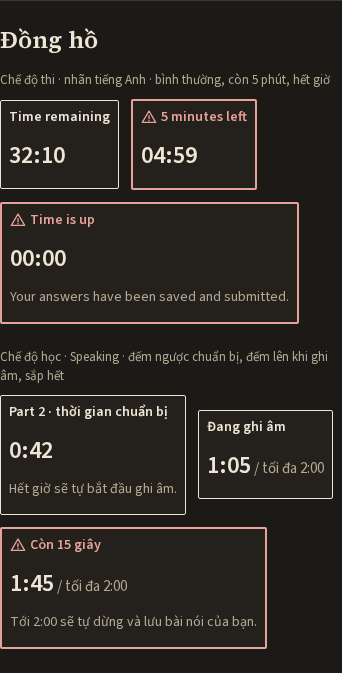 Đồng hồ
Chế độ thi · nhãn tiếng Anh · bình thường, còn 5 phút, hết giờ
Time remaining
32:10
5 minutes left
04:59
Time is up
00:00
Your answers have been saved and submitted.
Chế độ học · Speaking · đếm ngược chuẩn bị, đếm lên khi ghi
âm, sắp hết
Part 2 · thời gian chuẩn bị
0:42
Hết giờ sẽ tự bắt đầu ghi âm.
Đang ghi âm
1:05 / tối đa 2:00
Còn 15 giây
1:45 / tối đa 2:00
Tới 2:00 sẽ tự dừng và lưu bài nói của bạn.